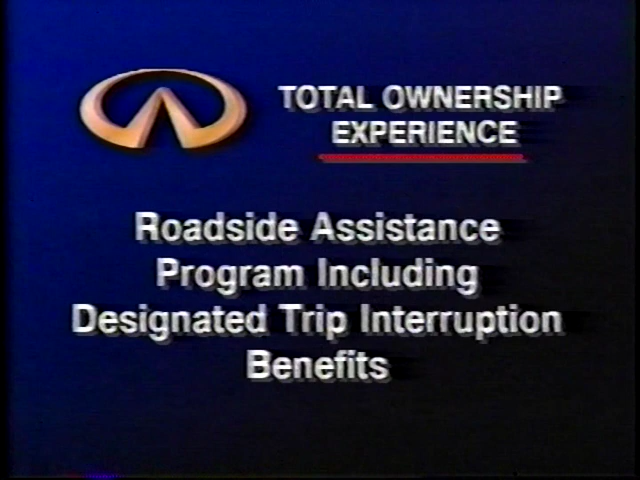 TOTAL OWNERSHIP
EXPERIENCE
Roadside Assistance
Program Including
Designated Trip Interruption
Benefits